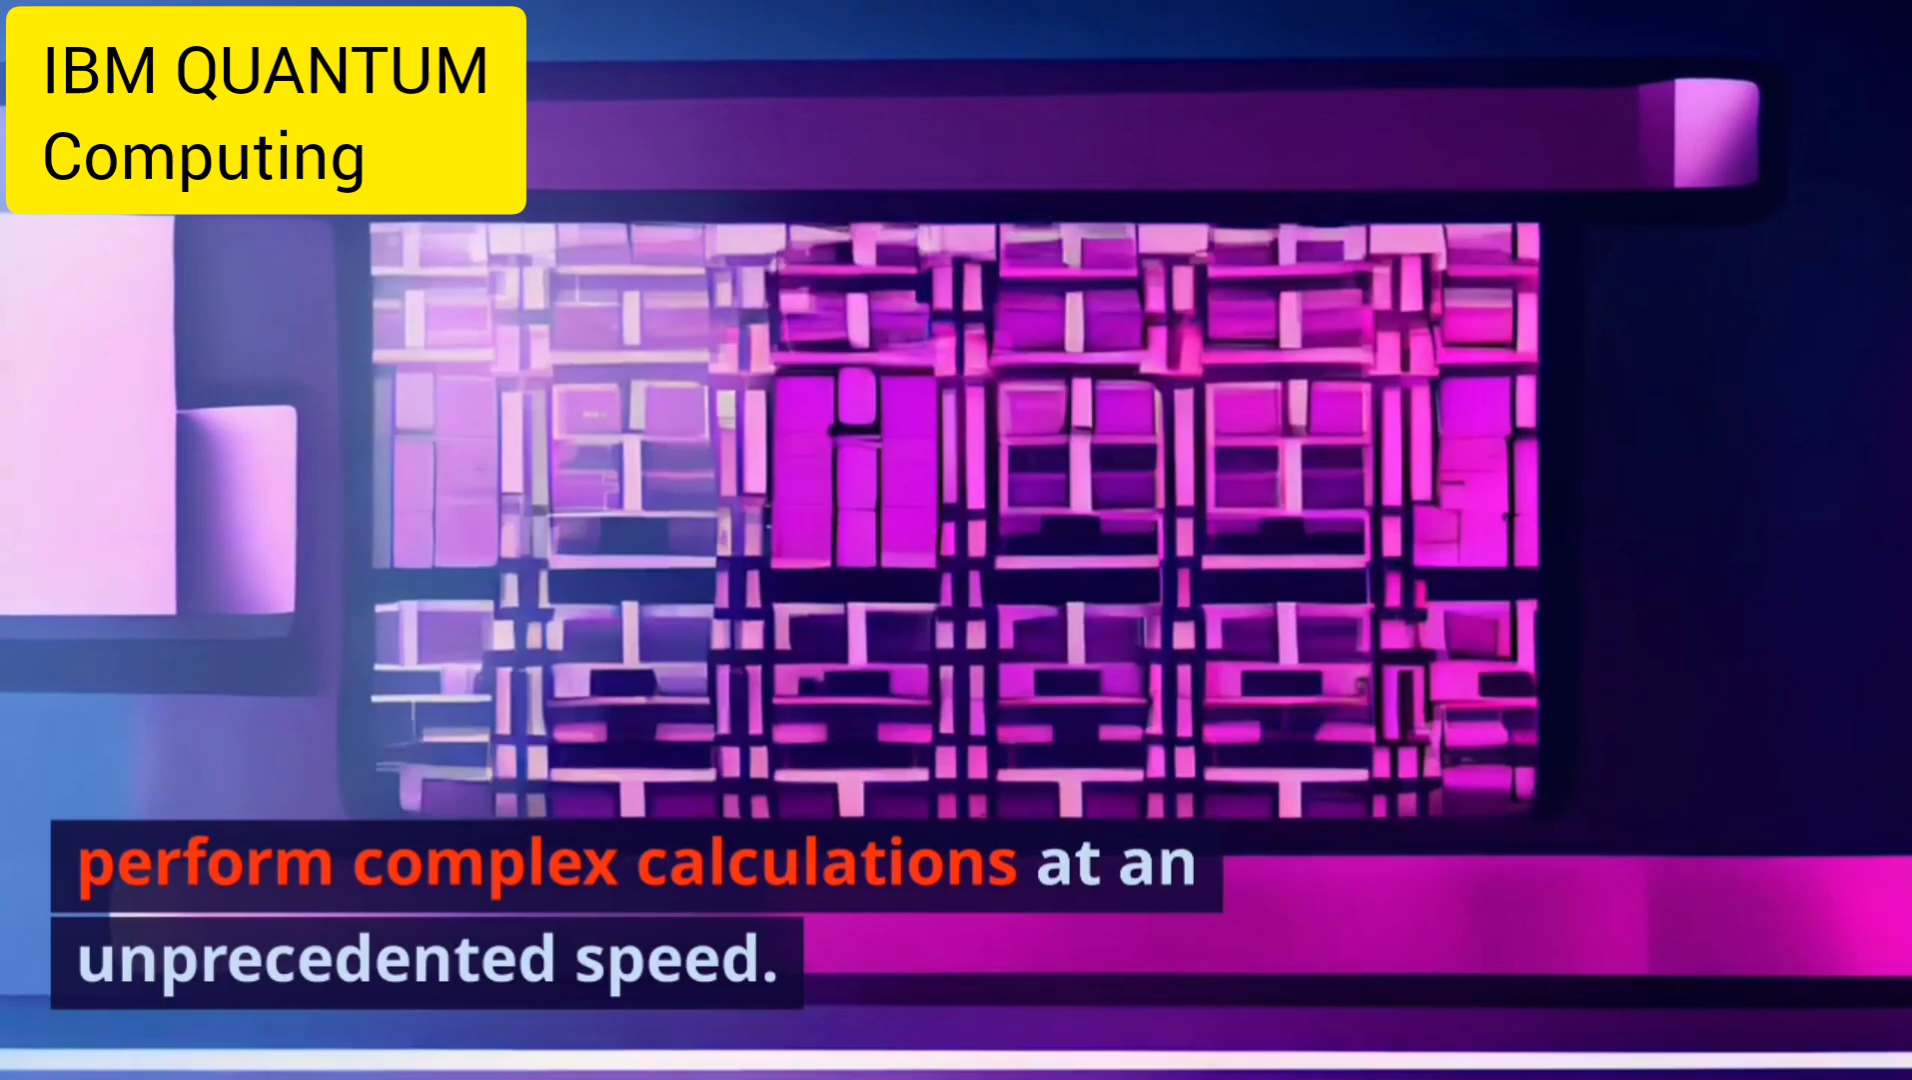 IBM QUANTUM
Computing
perform complex calculations at an
unprecedented speed.